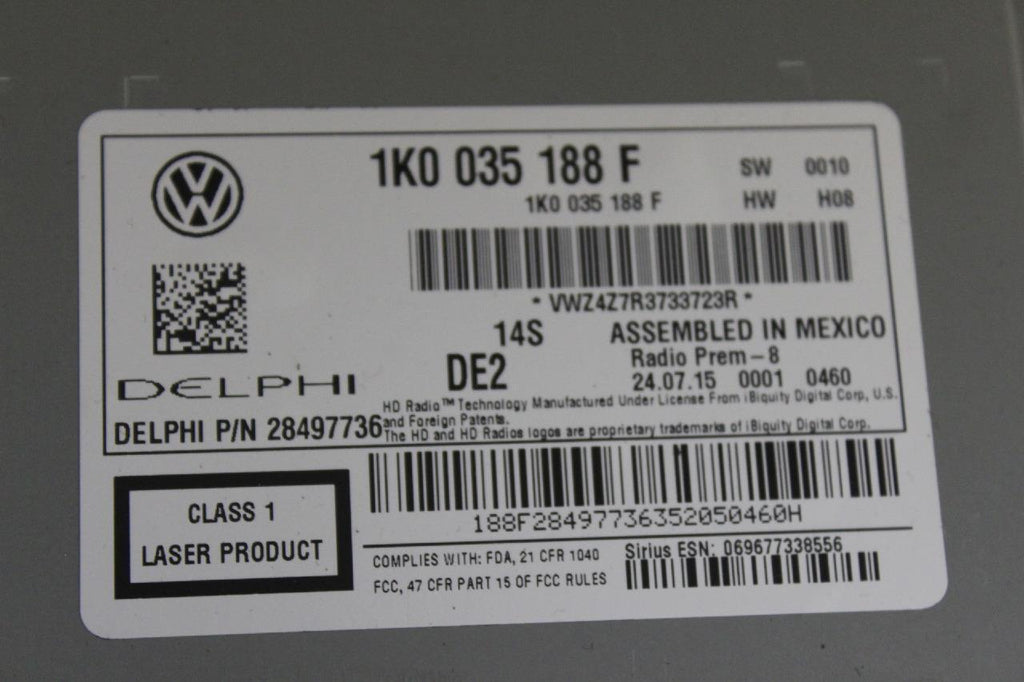 1K0 035 188 F SW 0010
1K0 035 188 F HW H08
* VWZ4Z7R3733723R *
14S ASSEMBLED IN MEXICO
DE2 Radio Prem-8
24.07.15 0001 0460
DELPHI
HD Radio™ Technology Manufactured Under License From iBiquity Digital Corp, U.S.
and Foreign Patents.
The HD and HD Radios logos are proprietary trademarks of iBiquity Digital Corp.
DELPHI P/N 28497736
188F28497736352050460H
CLASS 1
LASER PRODUCT
COMPLIES WITH: FDA, 21 CFR 1040
FCC, 47 CFR PART 15 OF FCC RULES
Sirius ESN: 069677338556